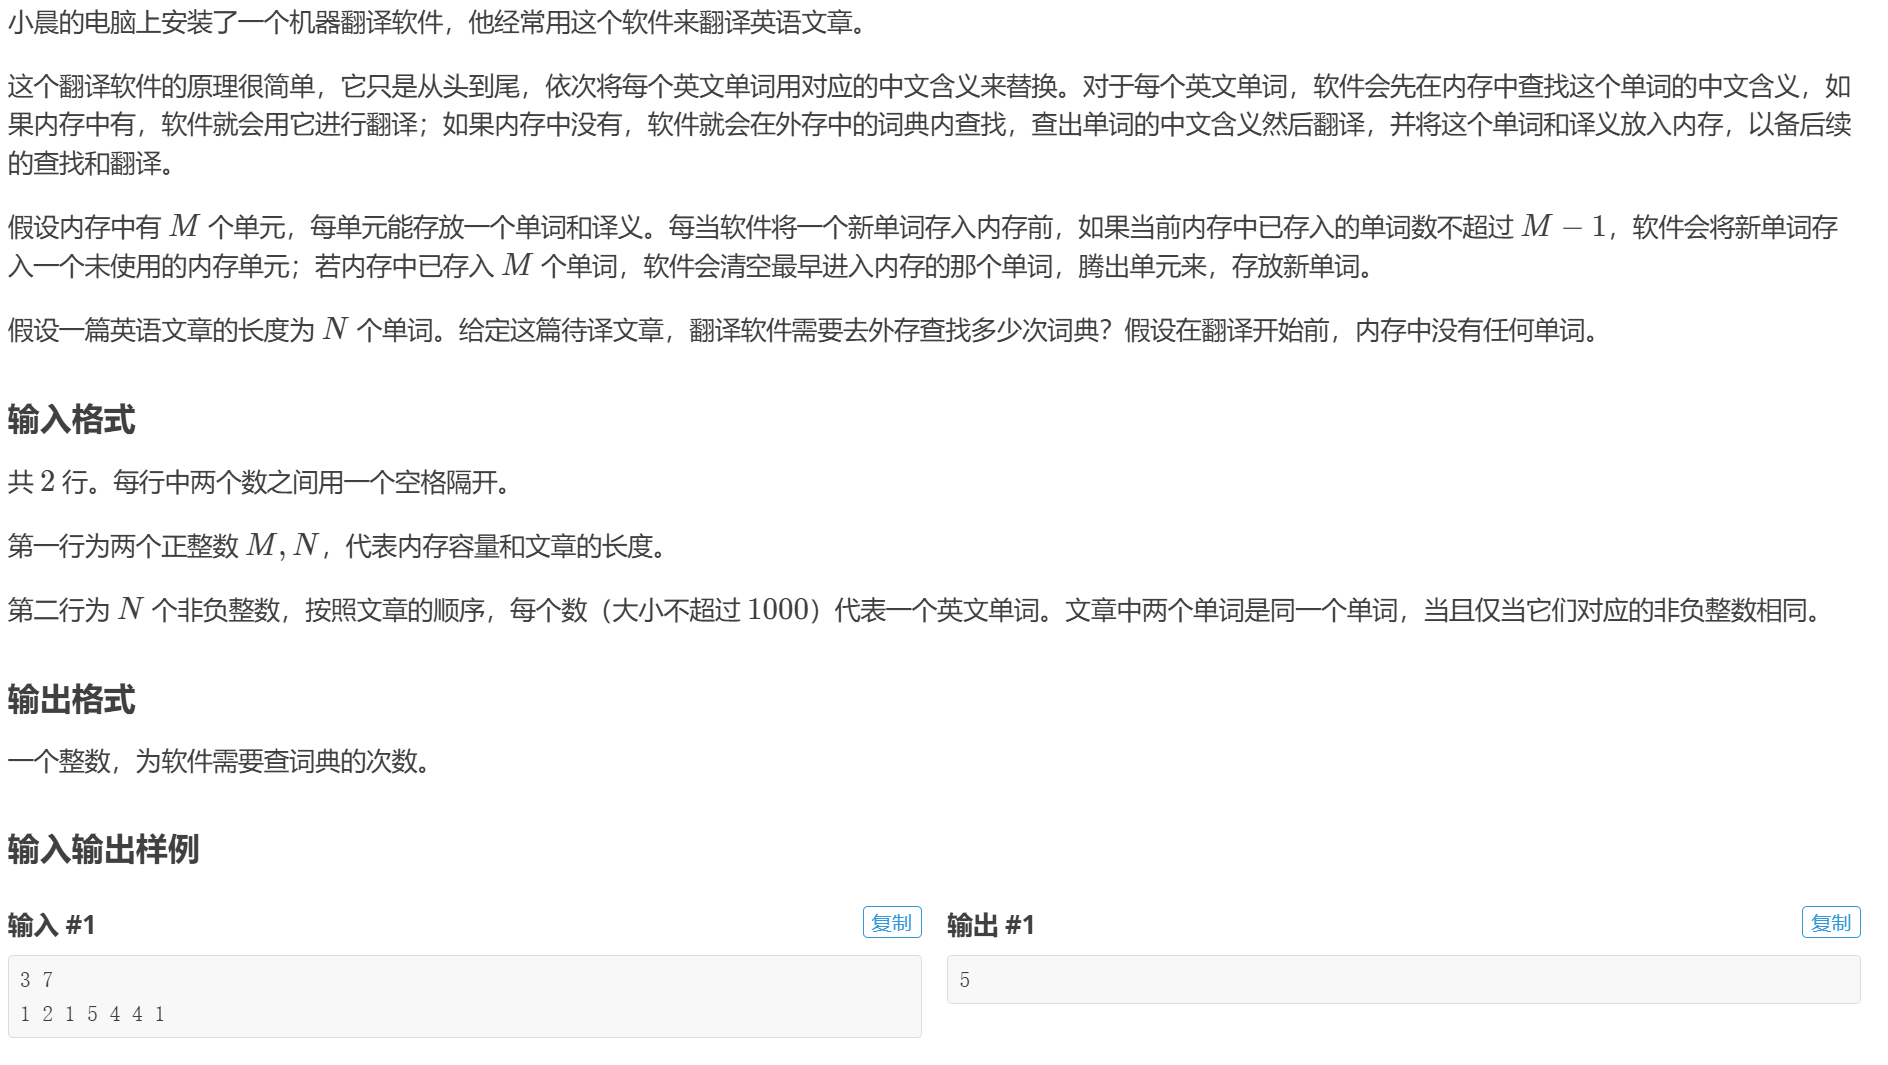 小晨的电脑上安装了一个机器翻译软件，他经常用这个软件来翻译英语文章。
这个翻译软件的原理很简单，它只是从头到尾，依次将每个英文单词用对应的中文含义来替换。对于每个英文单词，软件会先在内存中查找这个单词的中文含义，如
果内存中有，软件就会用它进行翻译；如果内存中没有，软件就会在外存中的词典内查找，查出单词的中文含义然后翻译，并将这个单词和译义放入内存，以备后续
的查找和翻译。
假设内存中有 M 个单元，每单元能存放一个单词和译义。每当软件将一个新单词存入内存前，如果当前内存中已存入的单词数不超过 M − 1，软件会将新单词存
入一个未使用的内存单元；若内存中已存入 M 个单词，软件会清空最早进入内存的那个单词，腾出单元来，存放新单词。
假设一篇英语文章的长度为 N 个单词。给定这篇待译文章，翻译软件需要去外存查找多少次词典？假设在翻译开始前，内存中没有任何单词。
输入格式
共 2 行。每行中两个数之间用一个空格隔开。
第一行为两个正整数 M, N，代表内存容量和文章的长度。
第二行为 N 个非负整数，按照文章的顺序，每个数（大小不超过 1000）代表一个英文单词。文章中两个单词是同一个单词，当且仅当它们对应的非负整数相同。
输出格式
一个整数，为软件需要查词典的次数。
输入输出样例
输入 #1 复制 输出 #1 复制
3 7 5
1 2 1 5 4 4 1